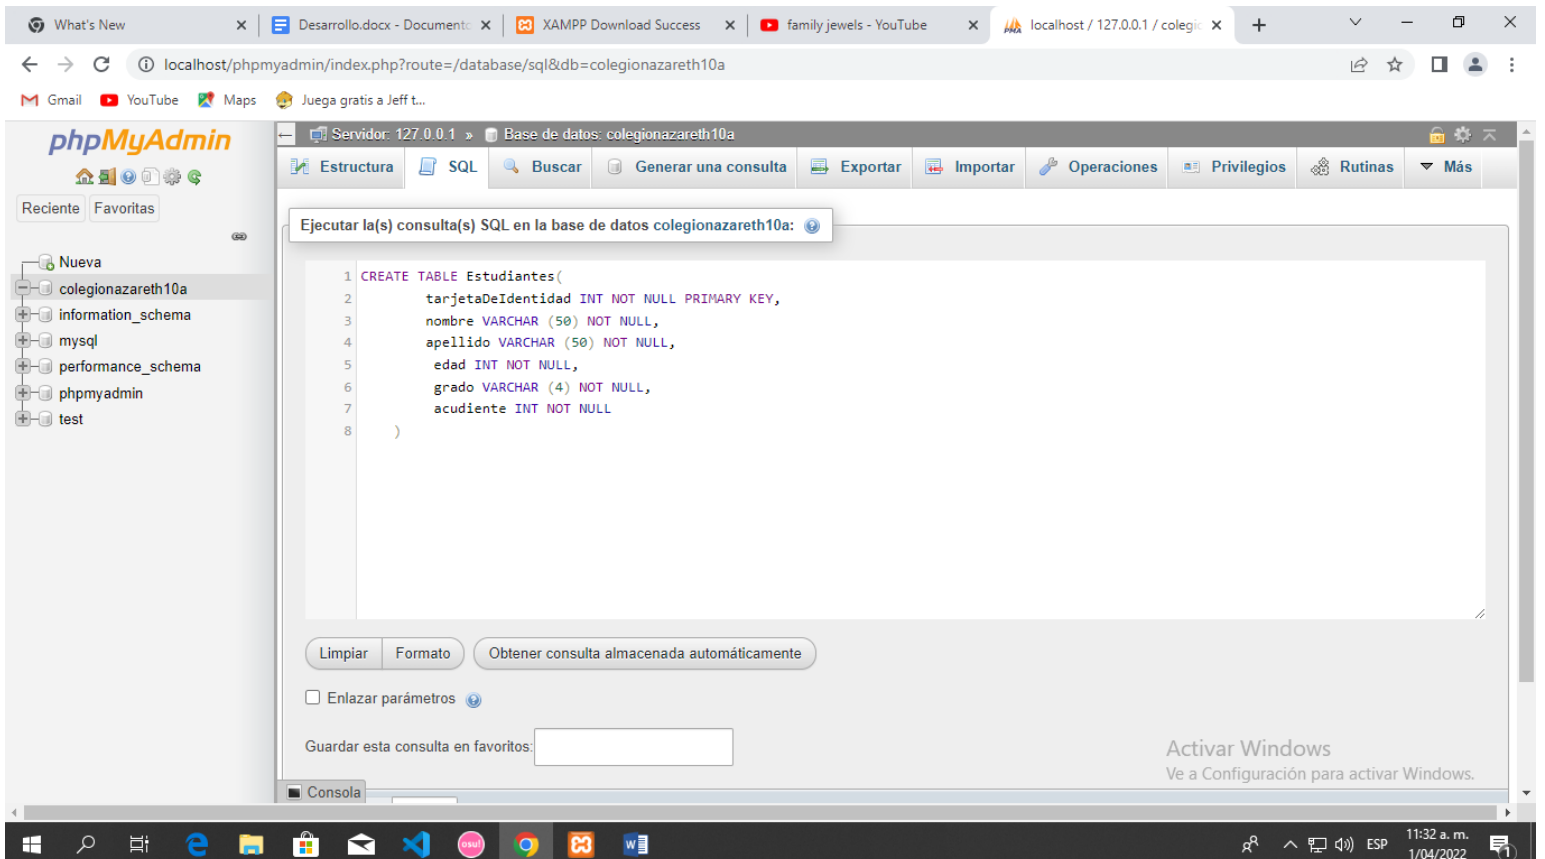 What's New
Desarrollo.docx - Documento
XAMPP Download Success
family jewels - YouTube
localhost / 127.0.0.1 / colegio
localhost/phpmyadmin/index.php?route=/database/sql&db=colegionazareth10a
Gmail YouTube Maps Juega gratis a Jeff t...
phpMyAdmin
Reciente Favoritas
Nueva
colegionazareth10a
information_schema
mysql
performance_schema
phpmyadmin
test
Servidor: 127.0.0.1 » Base de datos: colegionazareth10a
Estructura SQL Buscar Generar una consulta Exportar Importar Operaciones Privilegios Rutinas Más
Ejecutar la(s) consulta(s) SQL en la base de datos colegionazareth10a:
1 CREATE TABLE Estudiantes(
2 tarjetaDeIdentidad INT NOT NULL PRIMARY KEY,
3 nombre VARCHAR (50) NOT NULL,
4 apellido VARCHAR (50) NOT NULL,
5 edad INT NOT NULL,
6 grado VARCHAR (4) NOT NULL,
7 acudiente INT NOT NULL
8 )
Limpiar Formato Obtener consulta almacenada automáticamente
Enlazar parámetros
Guardar esta consulta en favoritos:
Activar Windows
Ve a Configuración para activar Windows.
Consola
osu!
W
ESP
11:32 a. m.
1/04/2022
1